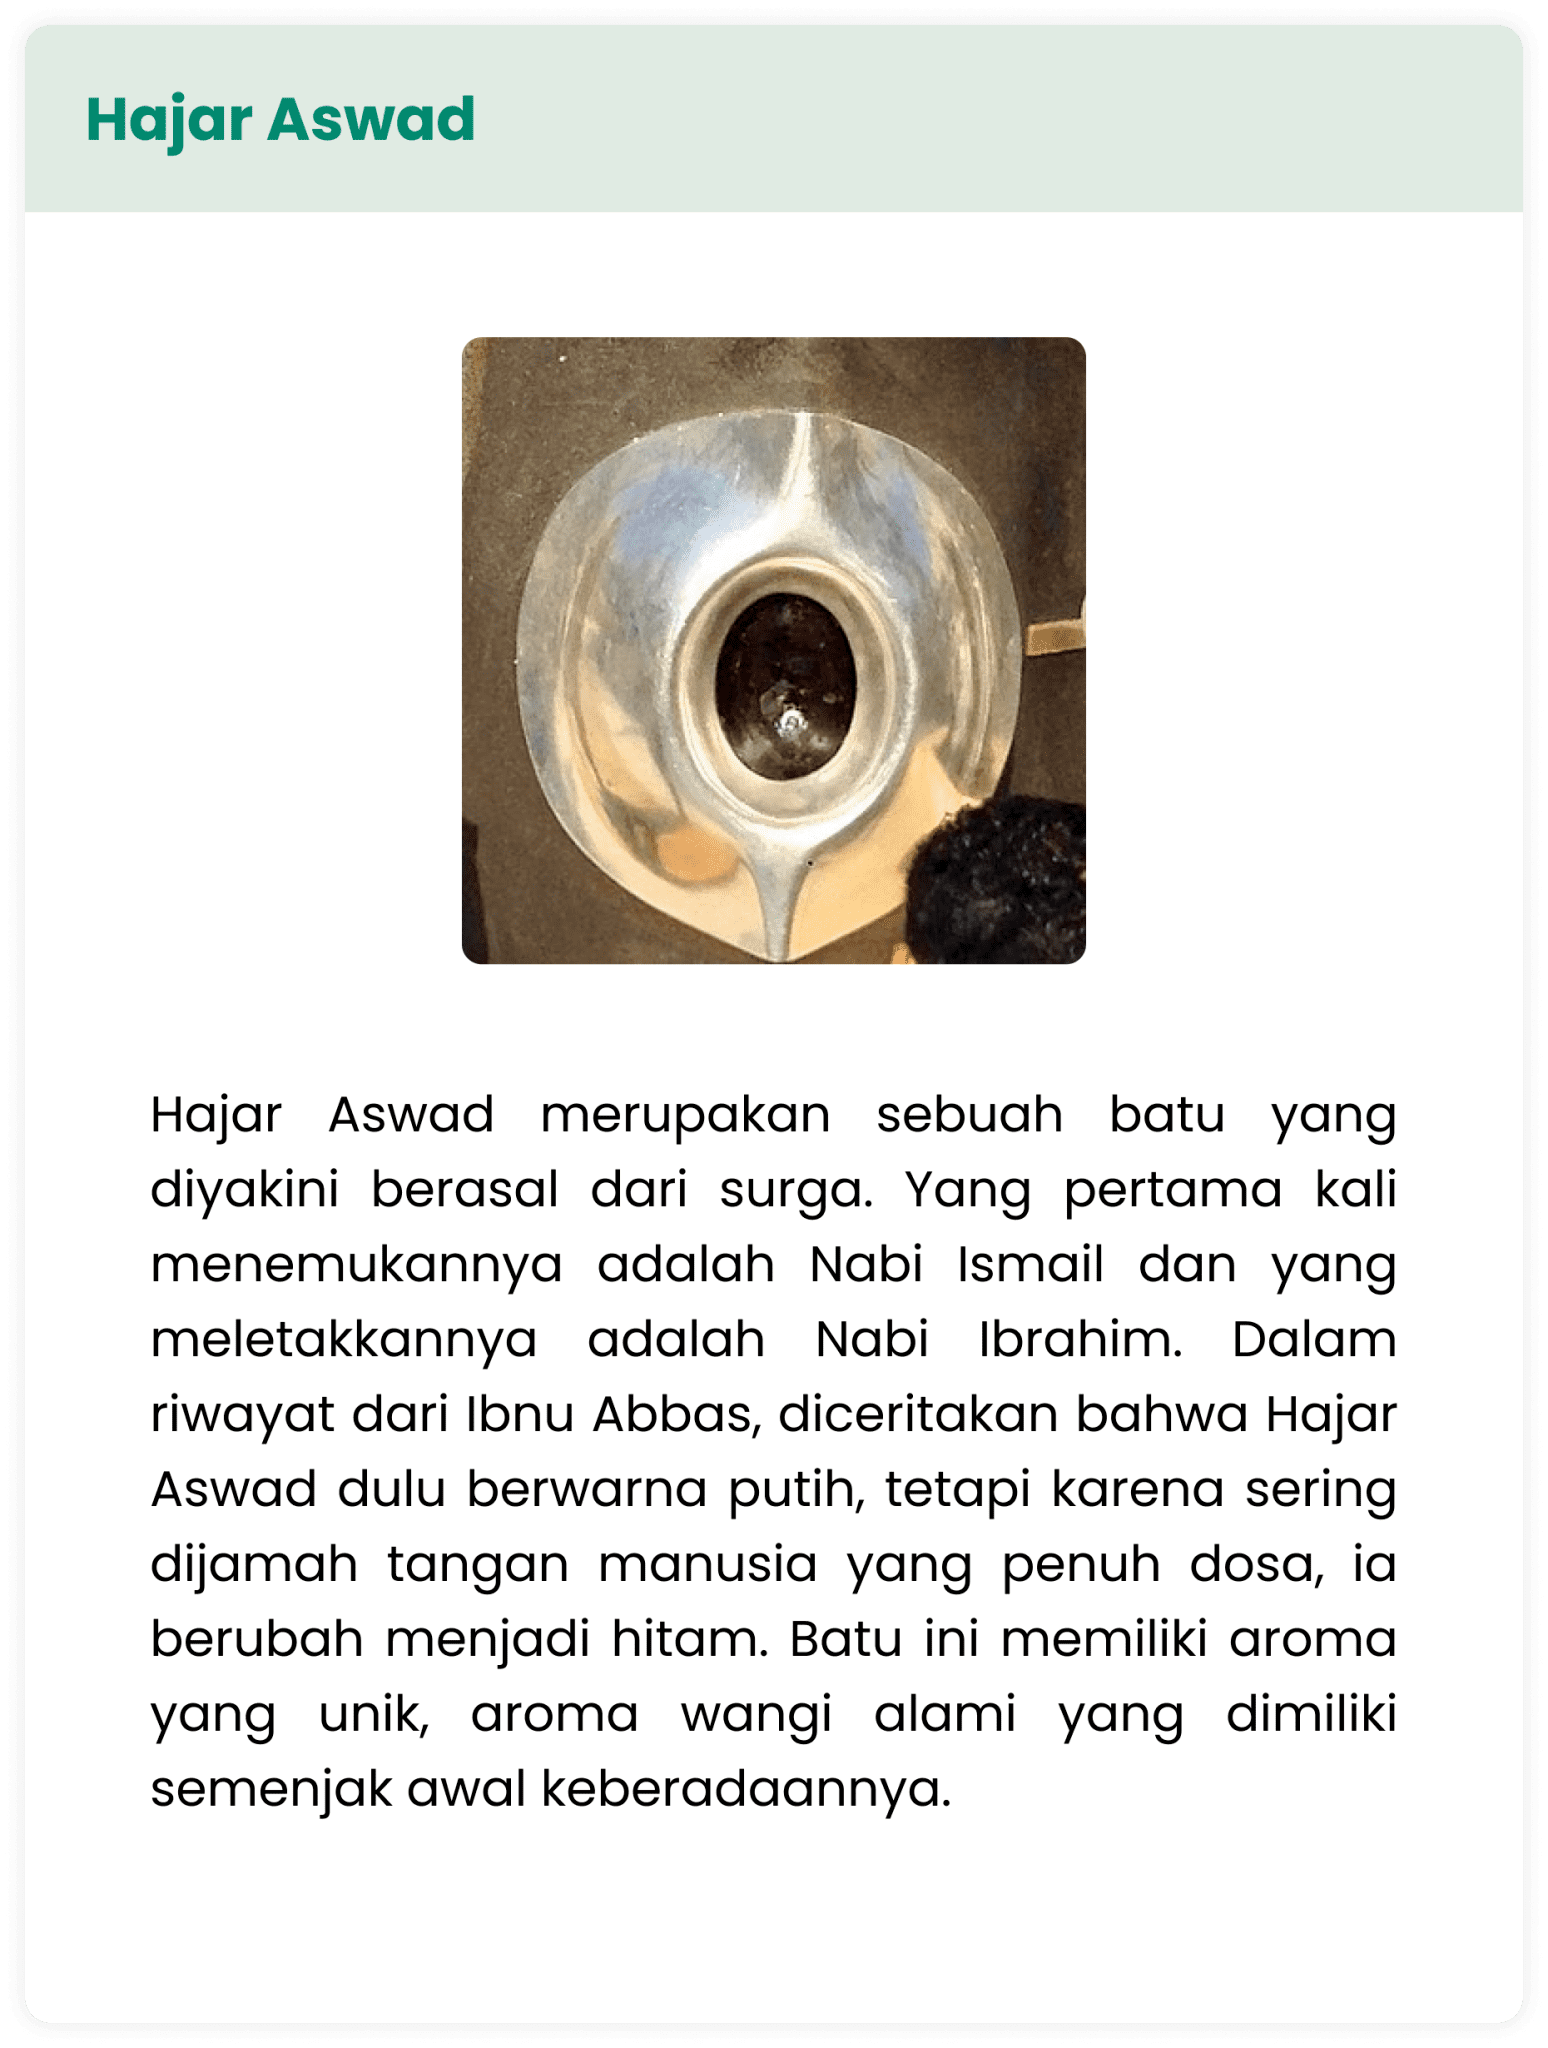 Hajar Aswad
Hajar Aswad merupakan sebuah batu yang
diyakini berasal dari surga. Yang pertama kali
menemukannya adalah Nabi Ismail dan yang
meletakkannya adalah Nabi Ibrahim. Dalam
riwayat dari Ibnu Abbas, diceritakan bahwa Hajar
Aswad dulu berwarna putih, tetapi karena sering
dijamah tangan manusia yang penuh dosa, ia
berubah menjadi hitam. Batu ini memiliki aroma
yang unik, aroma wangi alami yang dimiliki
semenjak awal keberadaannya.